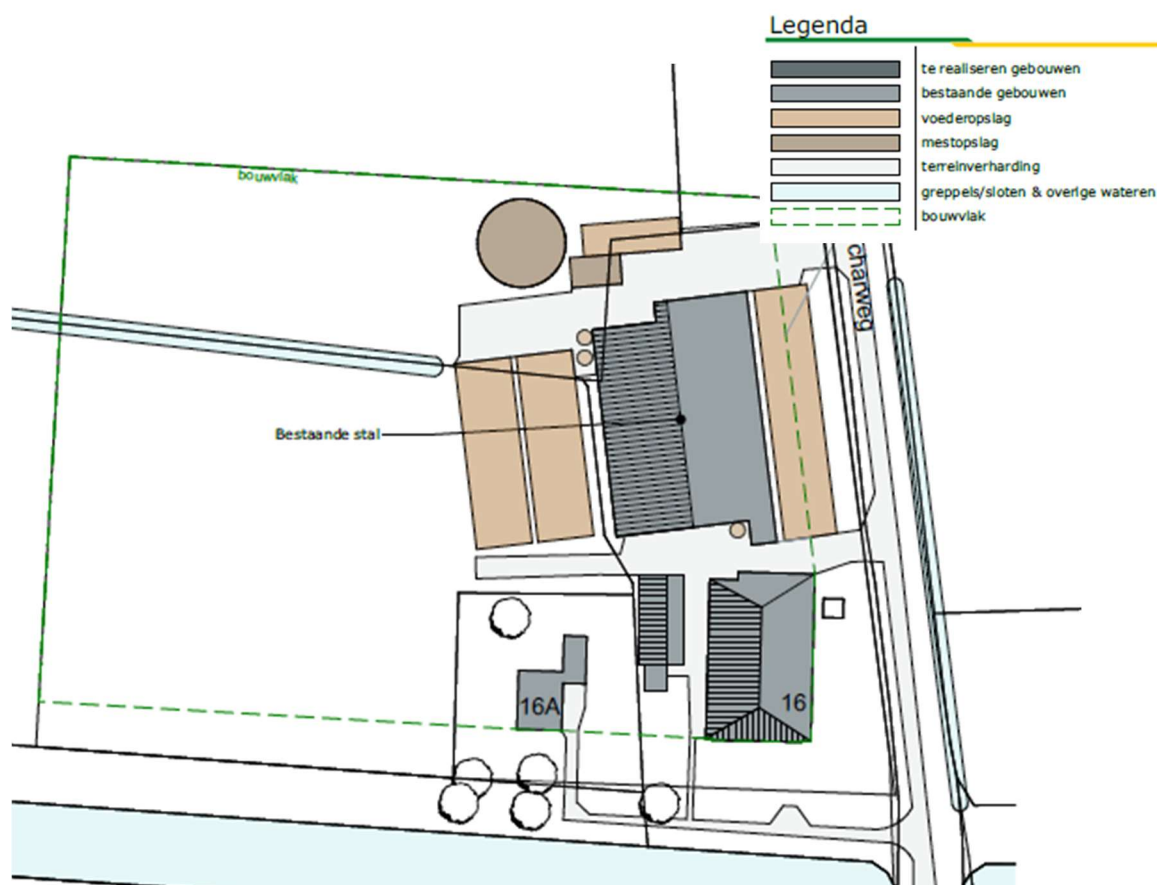 Legenda
te realiseren gebouwen
bestaande gebouwen
voederopslag
mestopslag
terreinverharding
greppels/sloten & overige wateren
bouwvlak
bouwvlak
charweg
Bestaande stal
16A
16